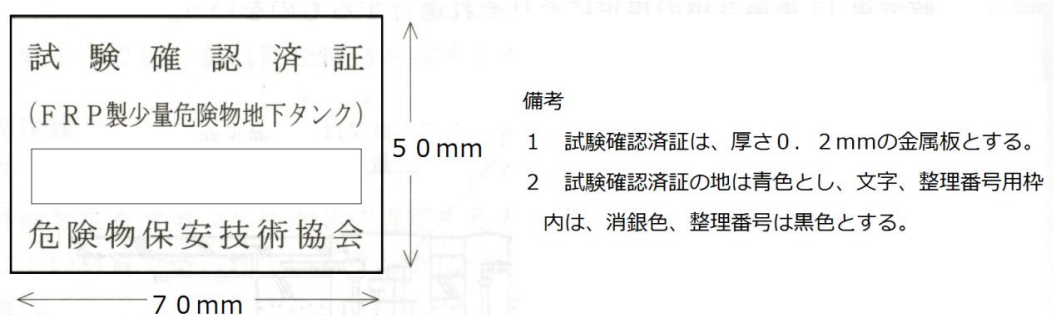 試験確認済証
(FRP製少量危険物地下タンク)
危険物保安技術協会
50mm
70mm
備考
1 試験確認済証は、厚さ0.2mmの金属板とする。
2 試験確認済証の地は青色とし、文字、整理番号用枠
内は、消銀色、整理番号は黒色とする。